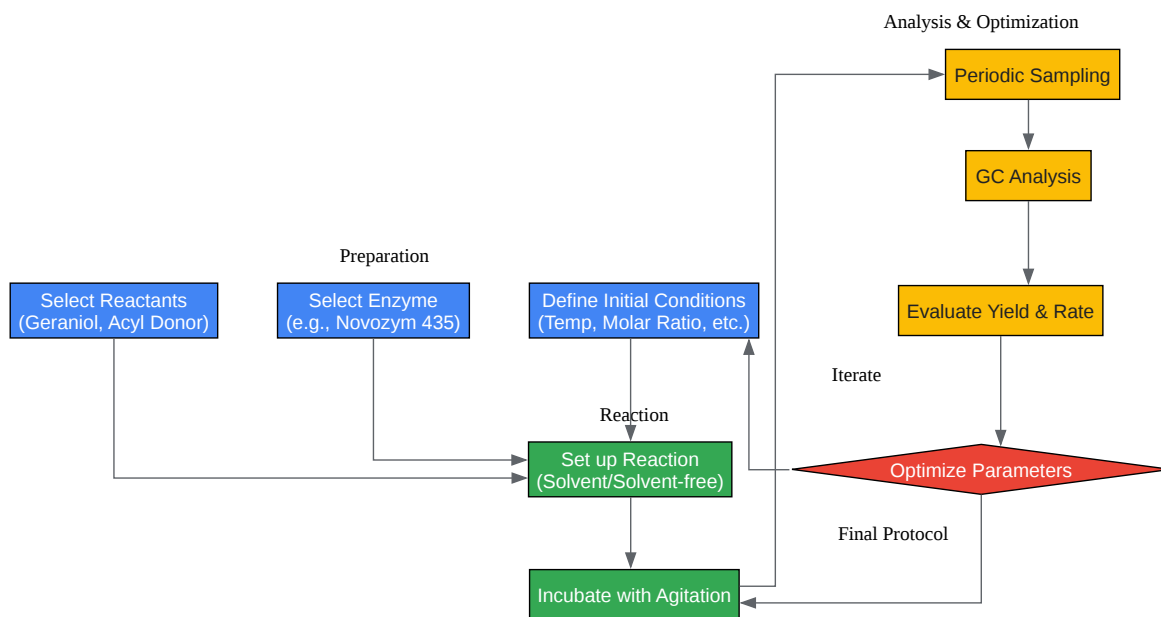 Analysis & Optimization
Periodic Sampling
GC Analysis
Preparation
Select Reactants
(Geraniol, Acyl Donor)
Select Enzyme
(e.g., Novozym 435)
Define Initial Conditions
(Temp, Molar Ratio, etc.)
Evaluate Yield & Rate
Iterate
Reaction
Set up Reaction
(Solvent/Solvent-free)
Optimize Parameters
Final Protocol
Incubate with Agitation